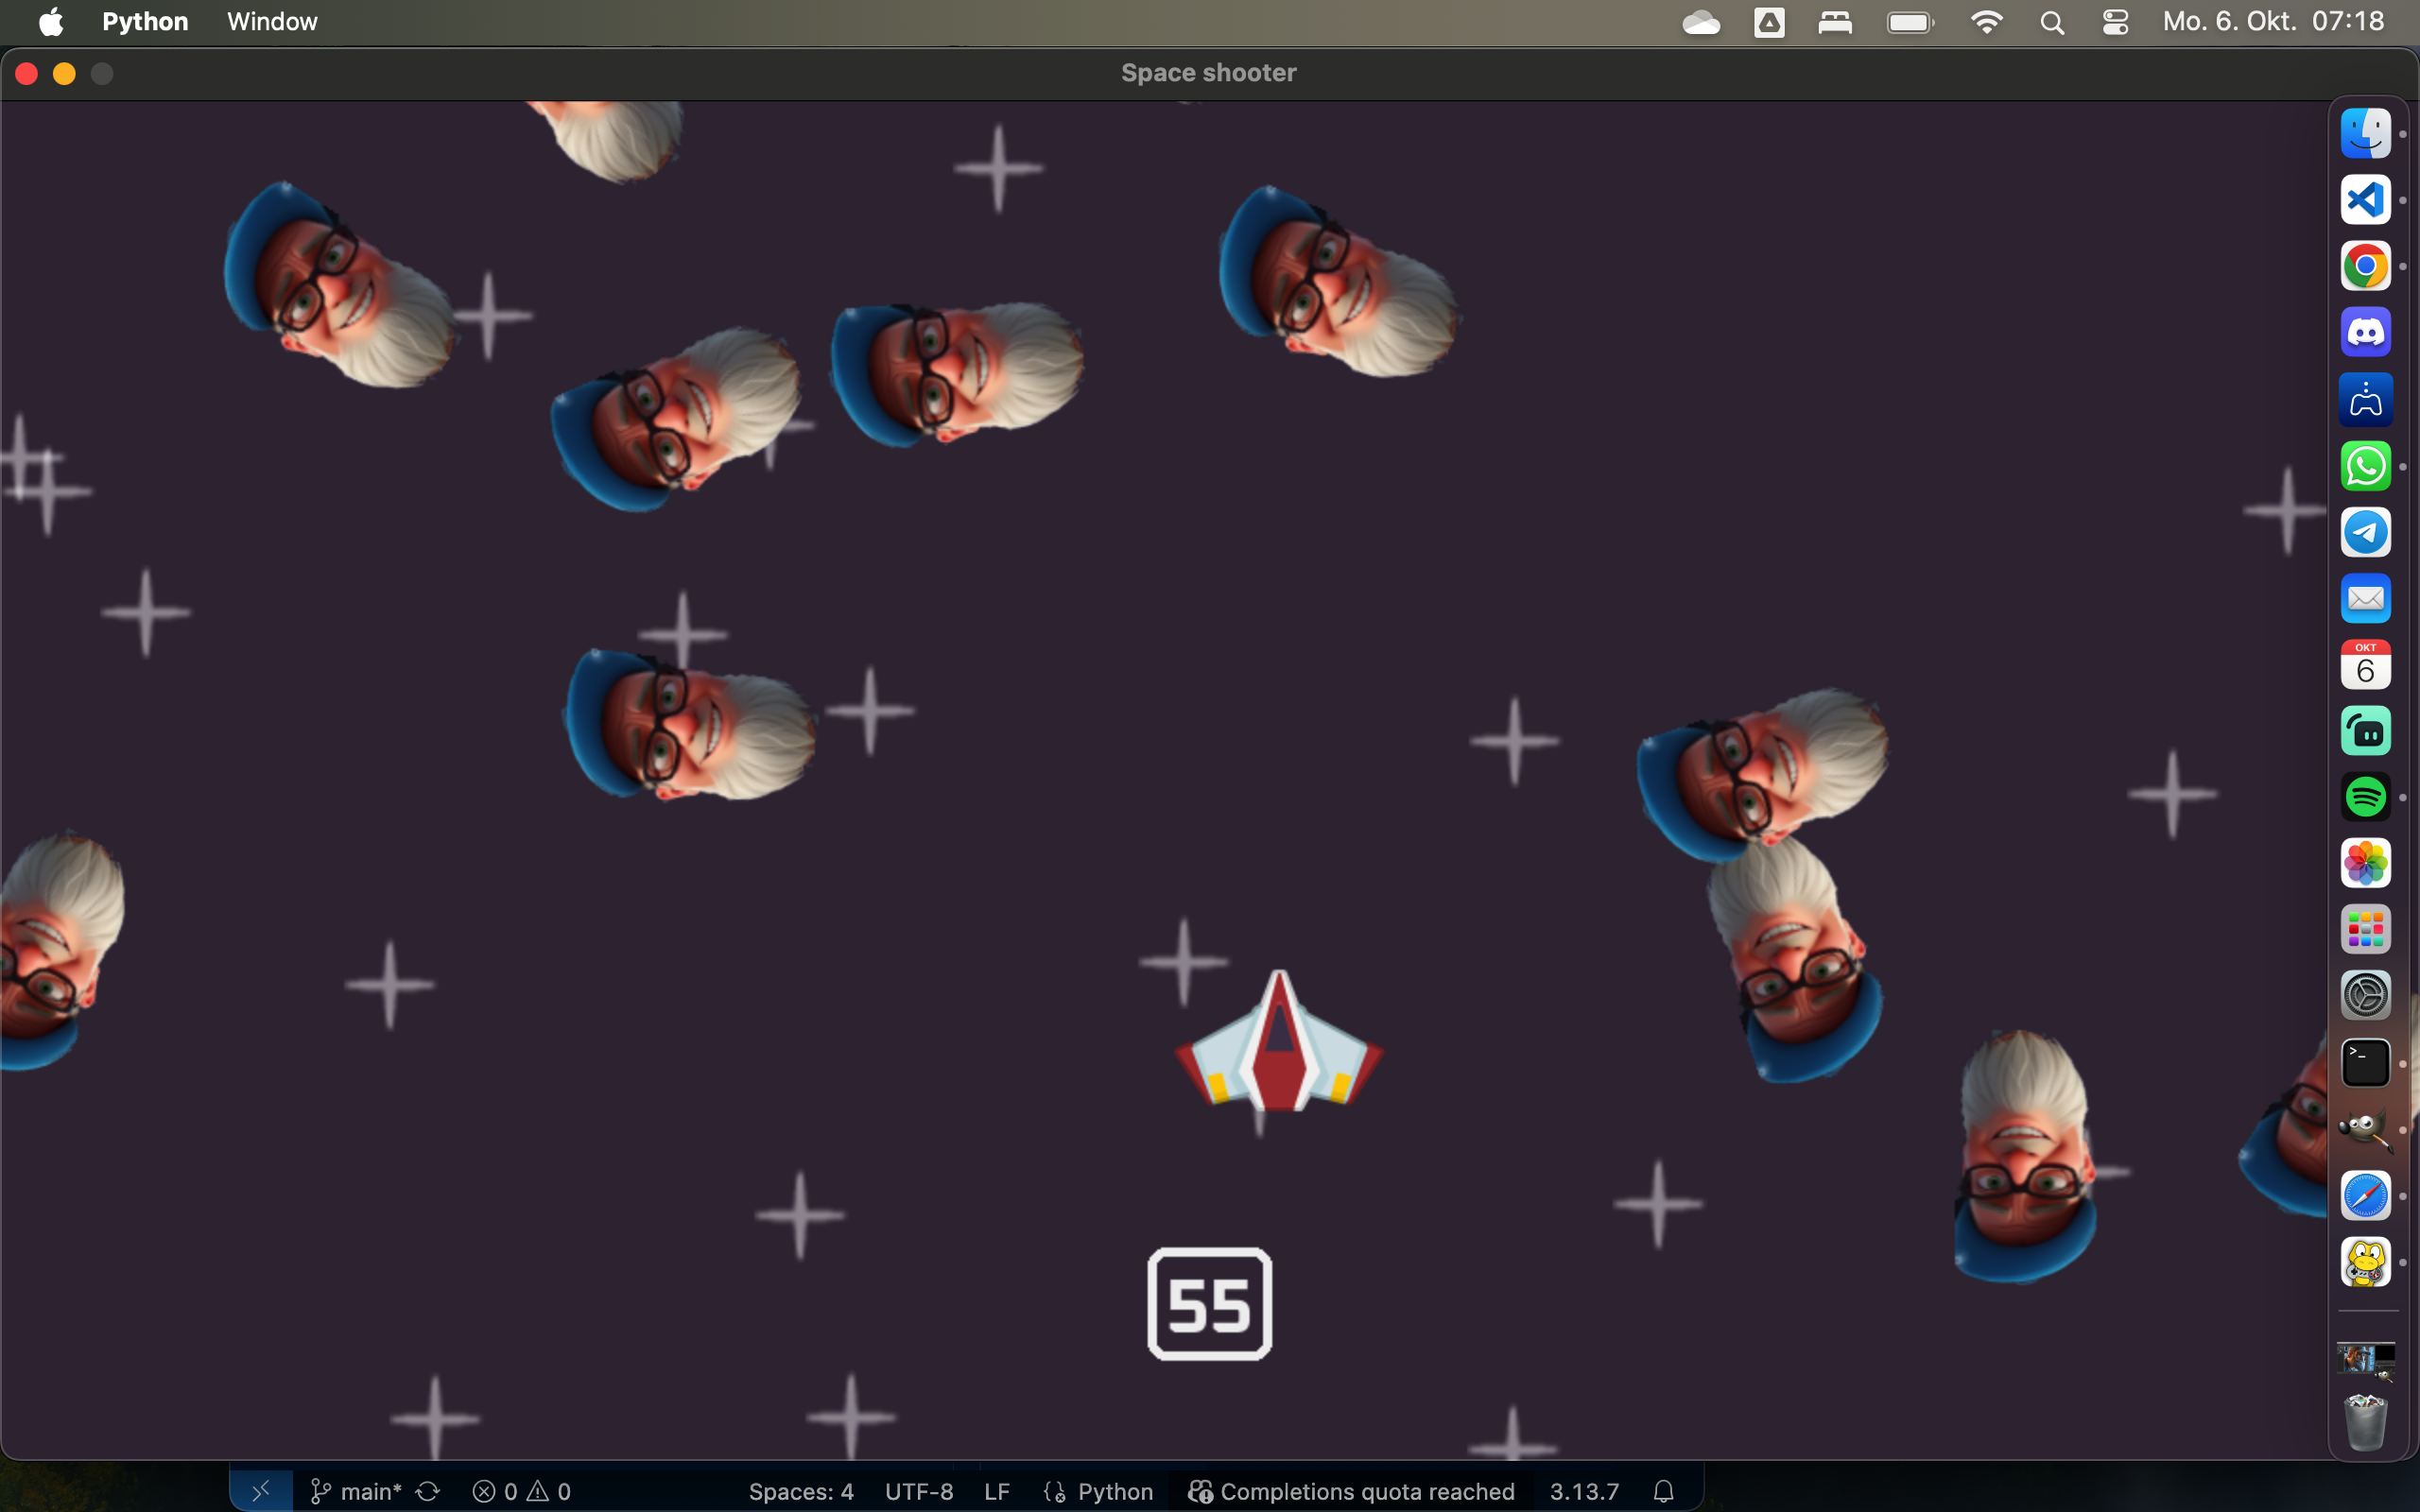 Python Window Mo. 6. Okt. 07:18
Space shooter
OKT
6
>_
55
main* 0 0 Spaces: 4 UTF-8 LF Python Completions quota reached 3.13.7